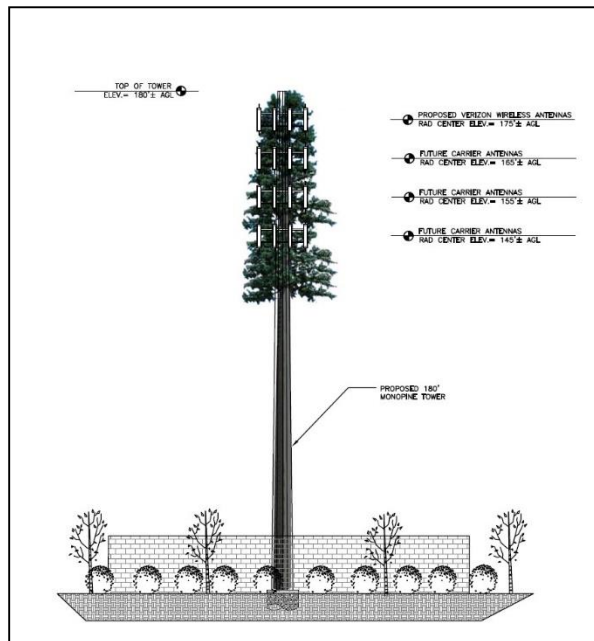 TOP OF TOWER
ELEV.= 180'± AGL
PROPOSED VERIZON WIRELESS ANTENNAS
RAD CENTER ELEV.= 175'± AGL
FUTURE CARRIER ANTENNAS
RAD CENTER ELEV.= 165'± AGL
FUTURE CARRIER ANTENNAS
RAD CENTER ELEV.= 155'± AGL
FUTURE CARRIER ANTENNAS
RAD CENTER ELEV.= 145'± AGL
PROPOSED 180'
MONOPINE TOWER